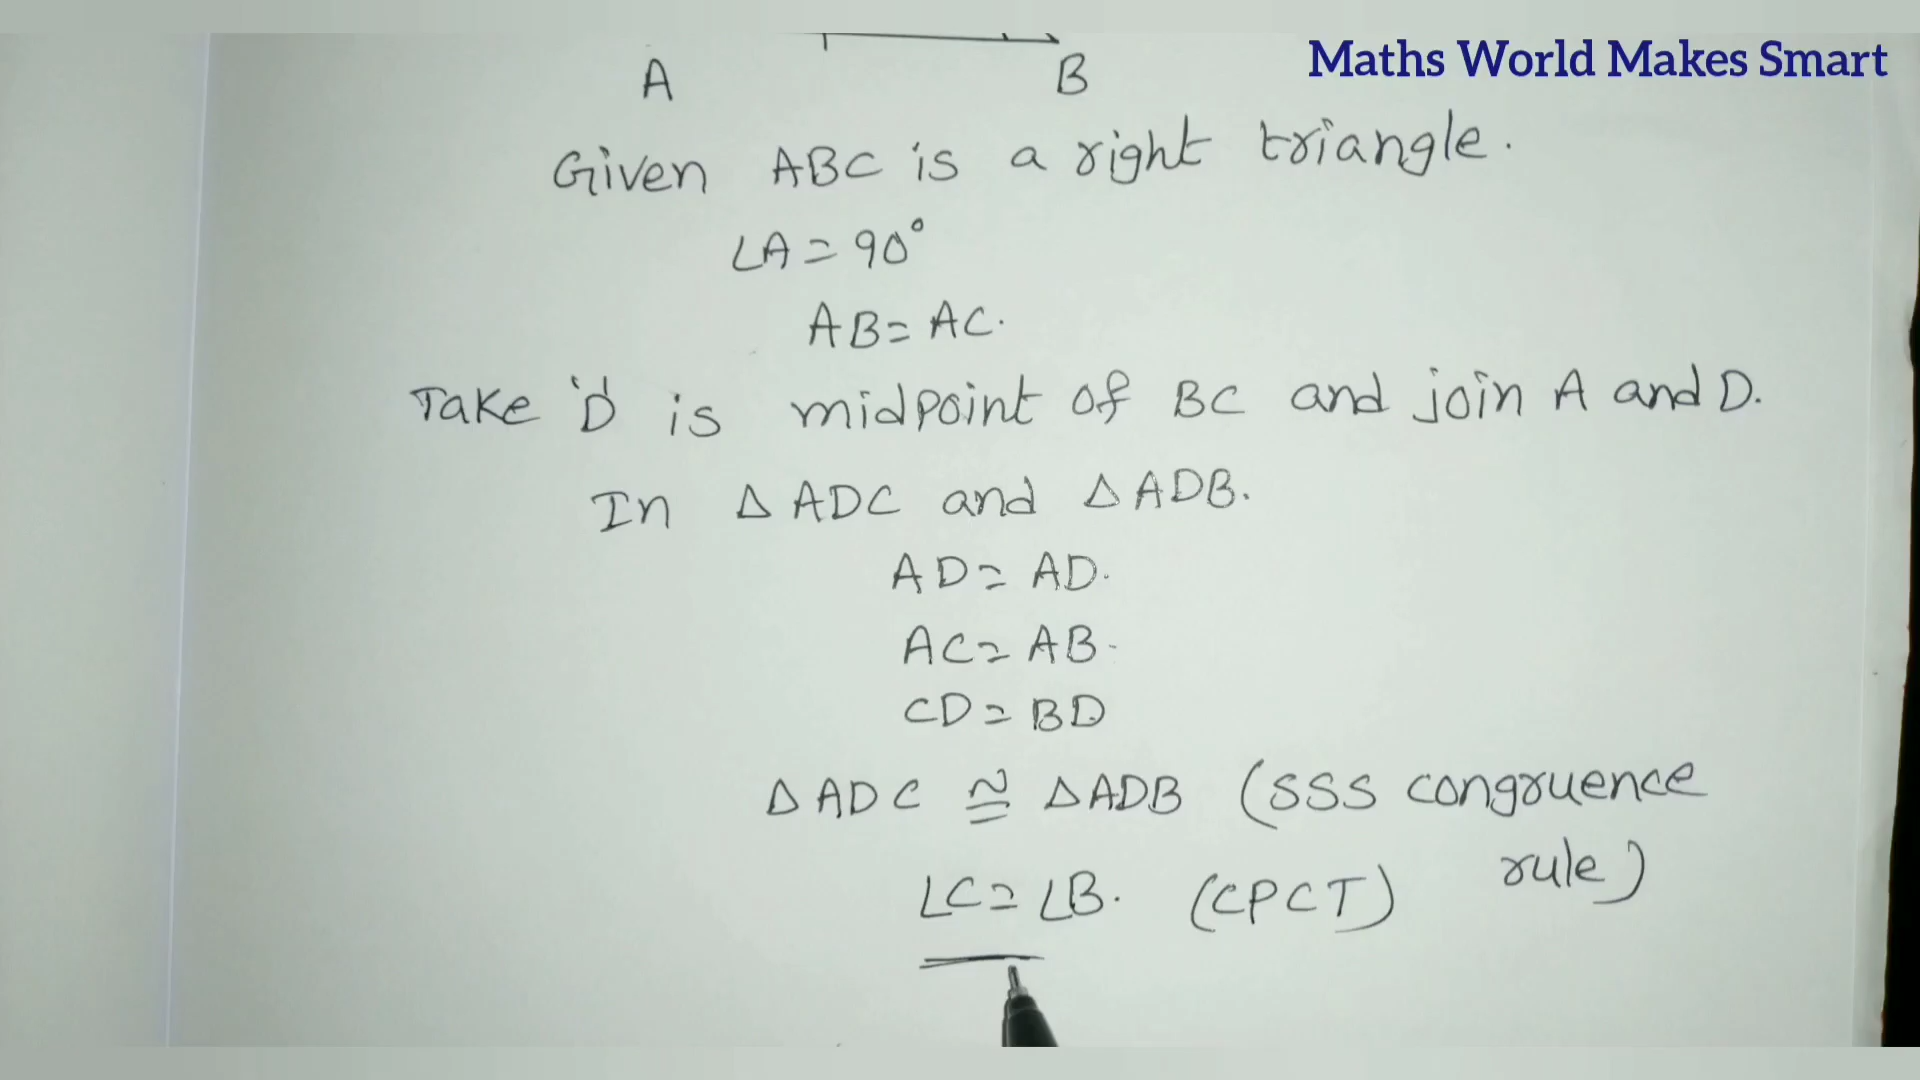 Maths World Makes Smart
A B
Given ABC is a right triangle.
∠A = 90°
AB = AC.
Take 'D' is midpoint of BC and join A and D.
In Δ ADC and Δ ADB.
AD = AD.
AC = AB.
CD = BD
Δ ADC ≅ Δ ADB (SSS congruence
rule)
∠C = ∠B. (CPCT)